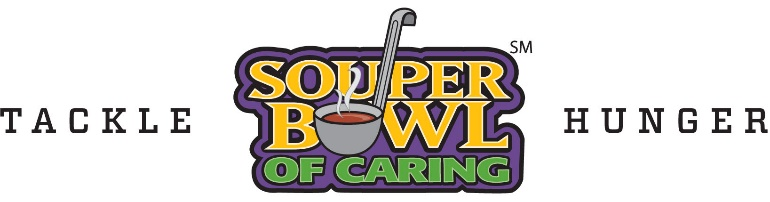 SOUPER SM
TACKLE BOWL HUNGER
OF CARING